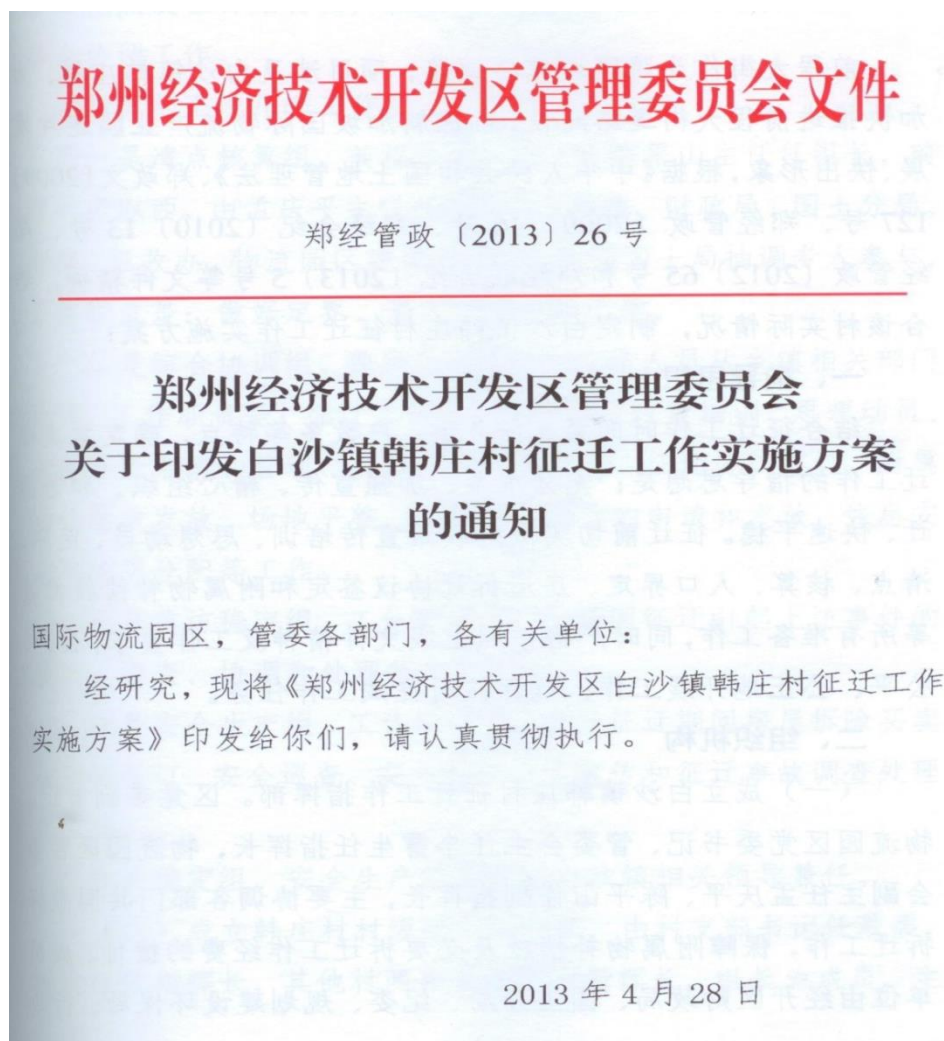 郑州经济技术开发区管理委员会文件
郑经管政〔2013〕26号
郑州经济技术开发区管理委员会
关于印发白沙镇韩庄村征迁工作实施方案
的通知
国际物流园区，管委各部门，各有关单位：
经研究，现将《郑州经济技术开发区白沙镇韩庄村征迁工作
实施方案》印发给你们，请认真贯彻执行。
2013年4月28日